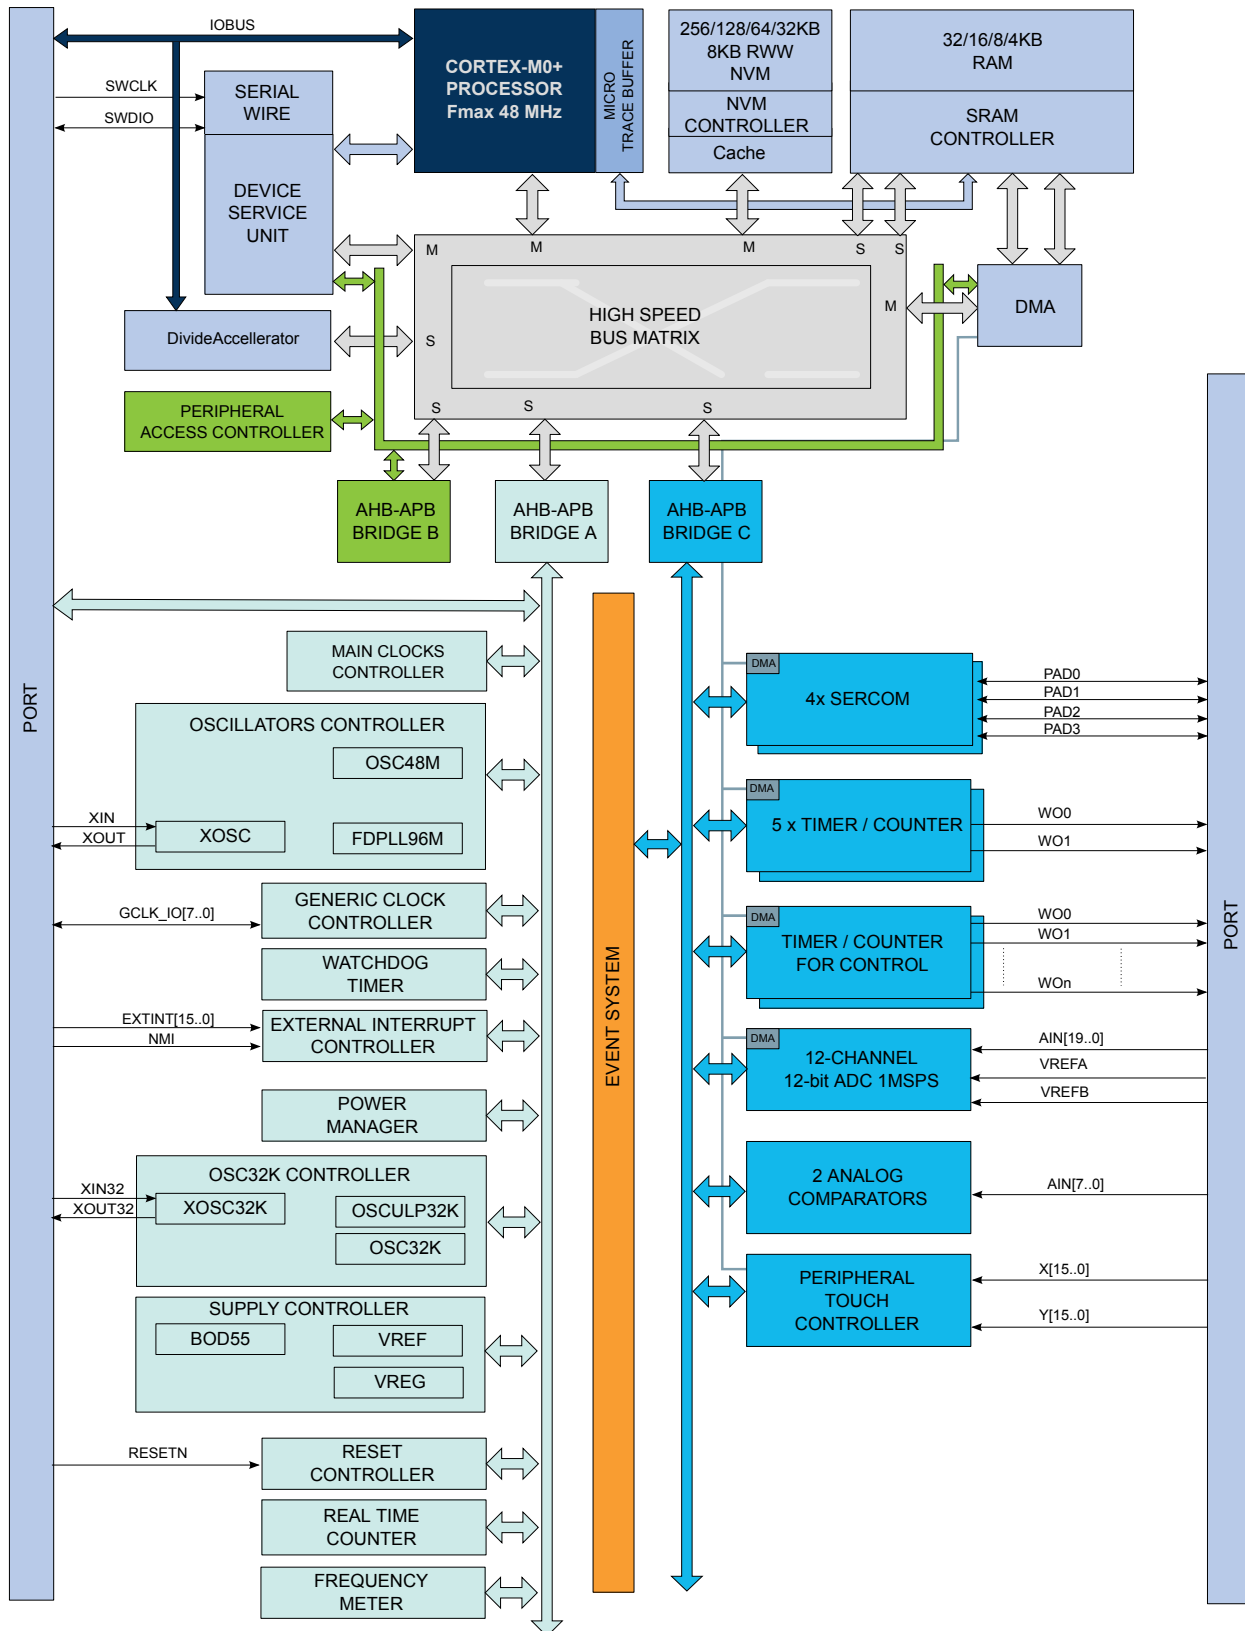 IOBUS
SWCLK
SWDIO
SERIAL
WIRE
DEVICE
SERVICE
UNIT
CORTEX-M0+
PROCESSOR
Fmax 48 MHz
MICRO
TRACE BUFFER
256/128/64/32KB
8KB RWW
NVM
NVM
CONTROLLER
Cache
32/16/8/4KB
RAM
SRAM
CONTROLLER
M
M
M
S
S
M
S
S
S
S
HIGH SPEED
BUS MATRIX
DMA
DivideAccellerator
PERIPHERAL
ACCESS CONTROLLER
AHB-APB
BRIDGE B
AHB-APB
BRIDGE A
AHB-APB
BRIDGE C
PORT
MAIN CLOCKS
CONTROLLER
OSCILLATORS CONTROLLER
OSC48M
XIN
XOUT
XOSC
FDPLL96M
GCLK_IO[7..0]
GENERIC CLOCK
CONTROLLER
WATCHDOG
TIMER
EXTINT[15..0]
NMI
EXTERNAL INTERRUPT
CONTROLLER
POWER
MANAGER
OSC32K CONTROLLER
XIN32
XOUT32
XOSC32K
OSCULP32K
OSC32K
SUPPLY CONTROLLER
BOD55
VREF
VREG
RESETN
RESET
CONTROLLER
REAL TIME
COUNTER
FREQUENCY
METER
EVENT SYSTEM
DMA
4x SERCOM
PAD0
PAD1
PAD2
PAD3
DMA
5 x TIMER / COUNTER
WO0
WO1
DMA
TIMER / COUNTER
FOR CONTROL
WO0
WO1
WOn
DMA
12-CHANNEL
12-bit ADC 1MSPS
AIN[19..0]
VREFA
VREFB
2 ANALOG
COMPARATORS
AIN[7..0]
PERIPHERAL
TOUCH
CONTROLLER
X[15..0]
Y[15..0]
PORT